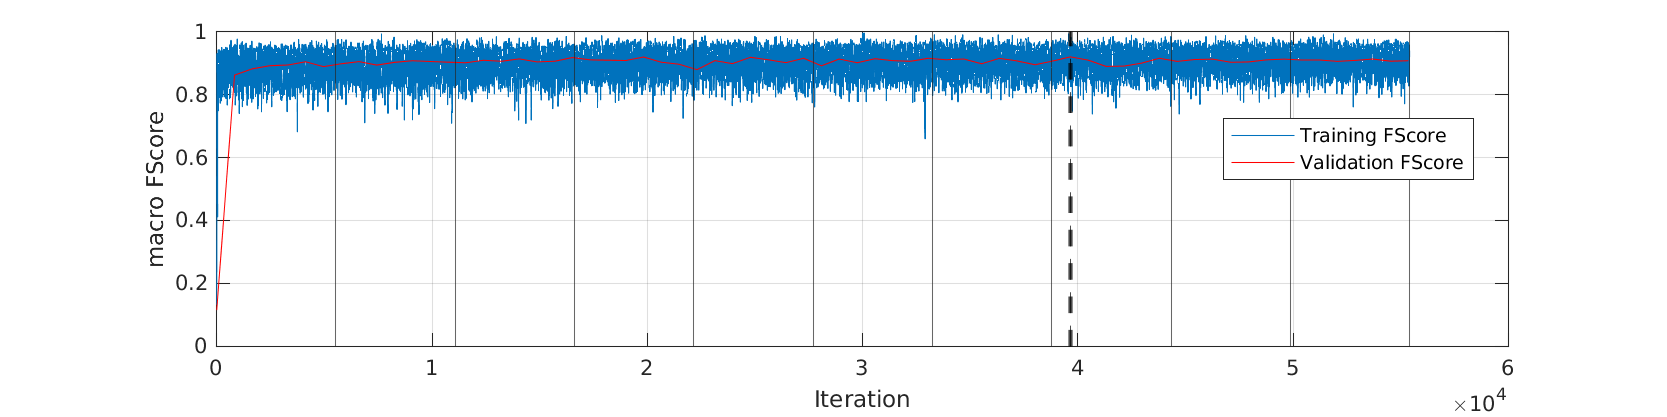 1
0.8
0.6
0.4
0.2
0
macro FScore
Training FScore
Validation FScore
0 1 2 3 4 5 6
Iteration
×10^4